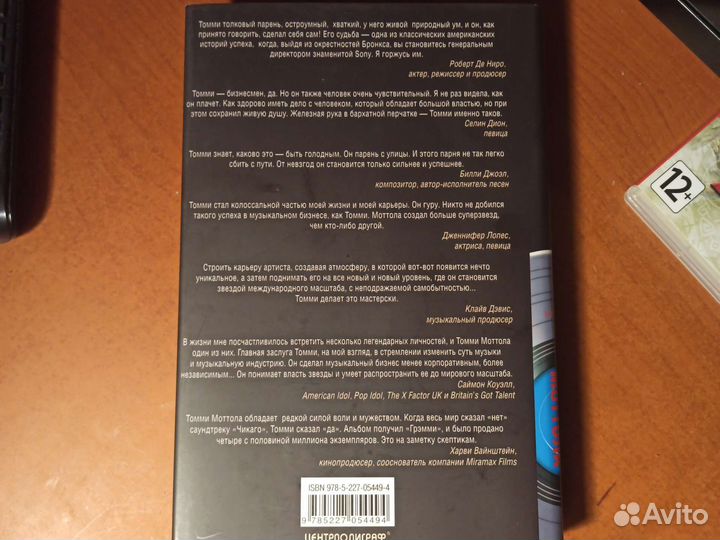 Томми толковый парень, остроумный, хваткий, у него живой природный ум, и он, как
принято говорить, сделал себя сам! Его судьба — одна из классических американских
историй успеха, когда, выйдя из окрестностей Бронкса, вы становитесь генеральным
директором знаменитой Sony. Я горжусь им.
Роберт Де Ниро,
актер, режиссер и продюсер
Томми — бизнесмен, да. Но он также человек очень чувствительный. Я не раз видела, как
он плачет. Как здорово иметь дело с человеком, который обладает большой властью, но при
этом сохранил живую душу. Железная рука в бархатной перчатке — Томми именно таков.
Селин Дион,
певица
Томми знает, каково это — быть голодным. Он парень с улицы. И этого парня не так легко
сбить с пути. От невзгод он становится только сильнее и успешнее.
Билли Джоэл,
композитор, автор-исполнитель песен
Томми стал колоссальной частью моей жизни и моей карьеры. Он гуру. Никто не добился
такого успеха в музыкальном бизнесе, как Томми. Моттола создал больше суперзвезд,
чем кто-либо другой.
Дженнифер Лопес,
актриса, певица
Строить карьеру артиста, создавая атмосферу, в которой вот-вот появится нечто
уникальное, а затем поднимать его на все новый и новый уровень, где он становится
звездой международного масштаба, с неподражаемой самобытностью...
Томми делает это мастерски.
Клайв Дэвис,
музыкальный продюсер
В жизни мне посчастливилось встретить несколько легендарных личностей, и Томми Моттола
один из них. Главная заслуга Томми, на мой взгляд, в стремлении изменить суть музыки
и музыкальную индустрию. Он сделал музыкальный бизнес менее корпоративным, более
независимым... Он понимает власть звезды и умеет распространить ее до мирового масштаба.
Саймон Коуэлл,
American Idol, Pop Idol, The X Factor UK и Britain's Got Talent
Томми Моттола обладает редкой силой воли и мужеством. Когда весь мир сказал «нет»
саундтреку «Чикаго», Томми сказал «да». Альбом получил «Грэмми», и было продано
четыре с половиной миллиона экземпляров. Это на заметку скептикам.
Харви Вайнштейн,
кинопродюсер, сооснователь компании Miramax Films
ISBN 978-5-227-05449-4
9 785227 054494
ЦЕНТРПОЛИГРАФ®
12+
Avito